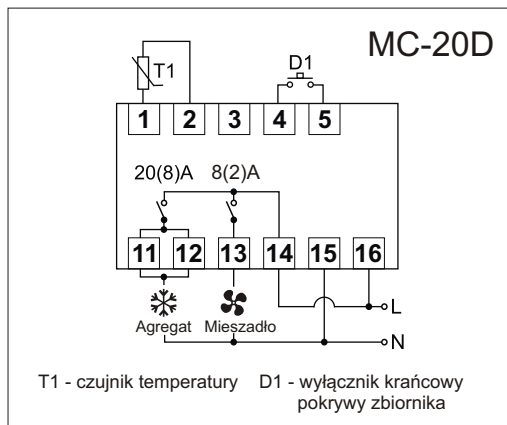 MC-20D
T1
D1
1 2 3 4 5
20(8)A 8(2)A
11 12 13 14 15 16
L
Agregat Mieszadło
N
T1 - czujnik temperatury D1 - wyłącznik krańcowy
pokrywy zbiornika